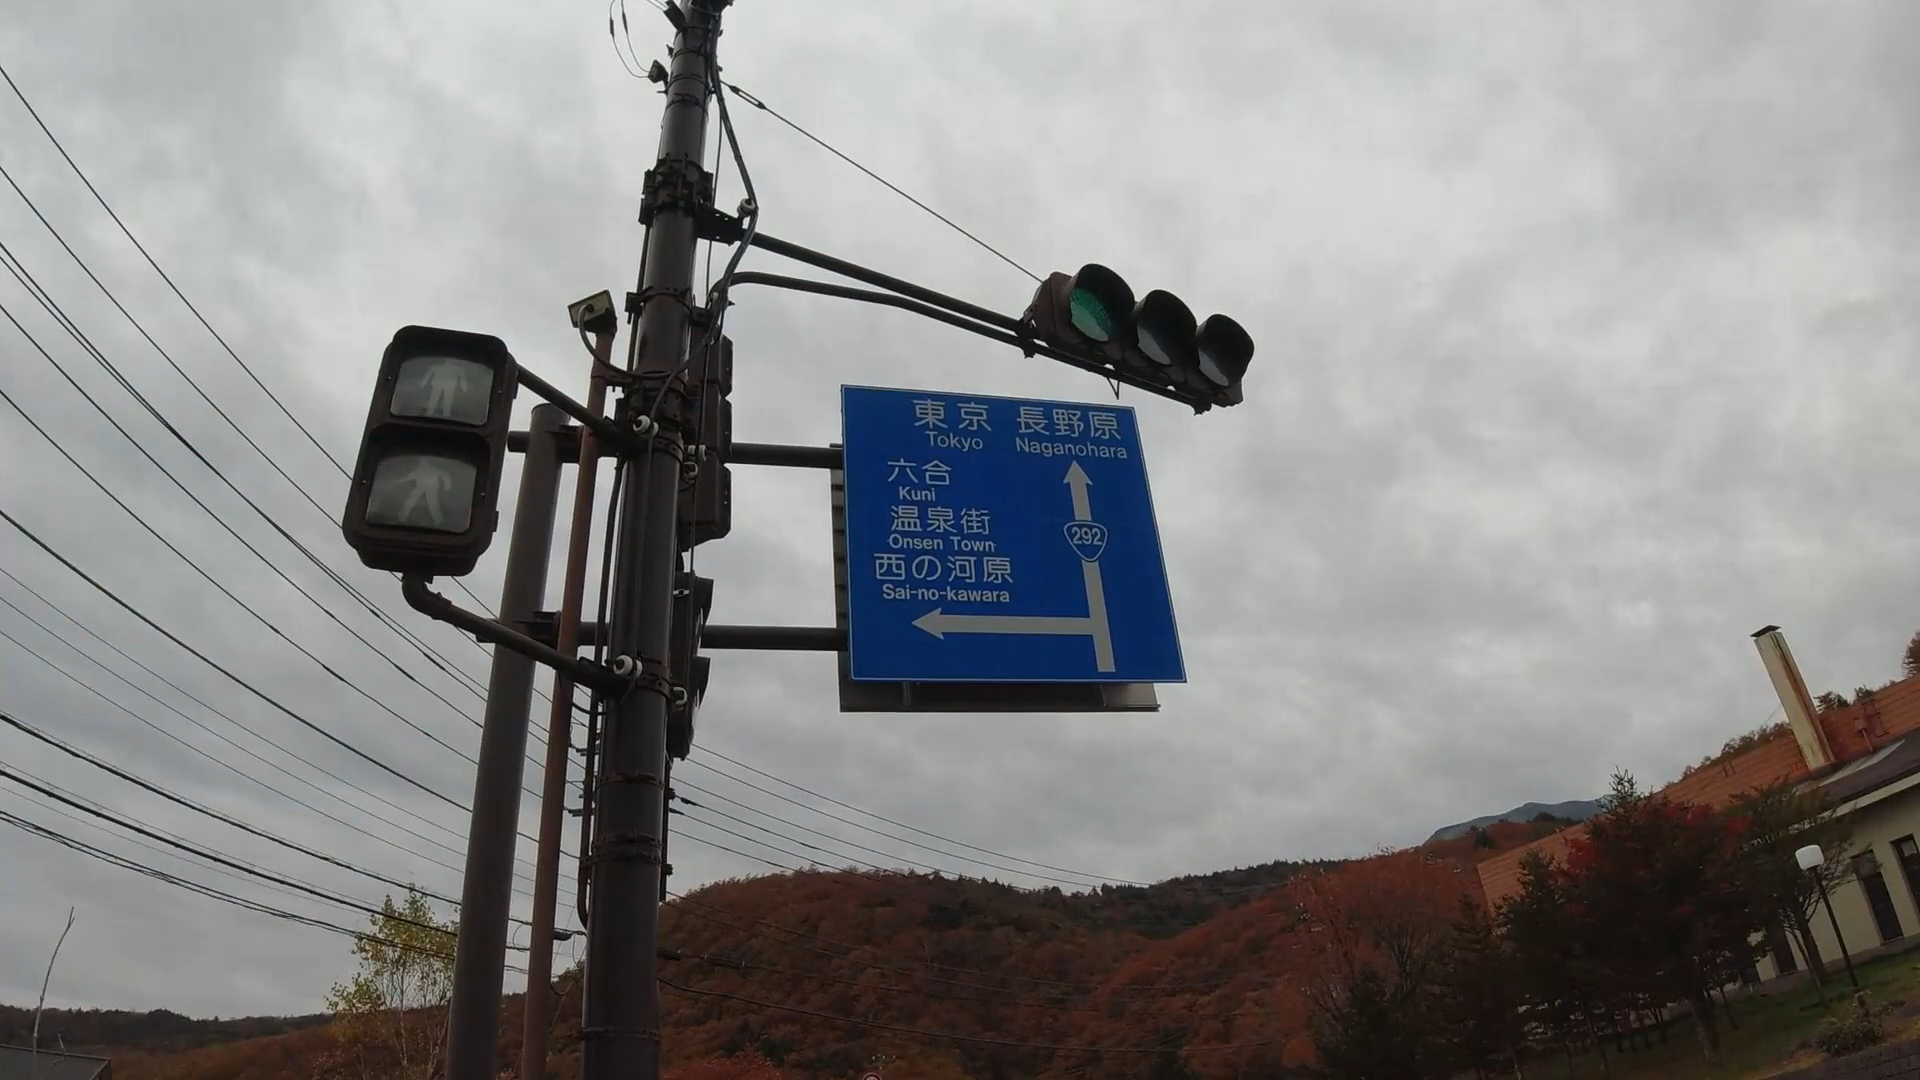 東京 長野原
Tokyo Naganohara
六合
Kuni
温泉街
Onsen Town
西の河原
Sai-no-kawara
292